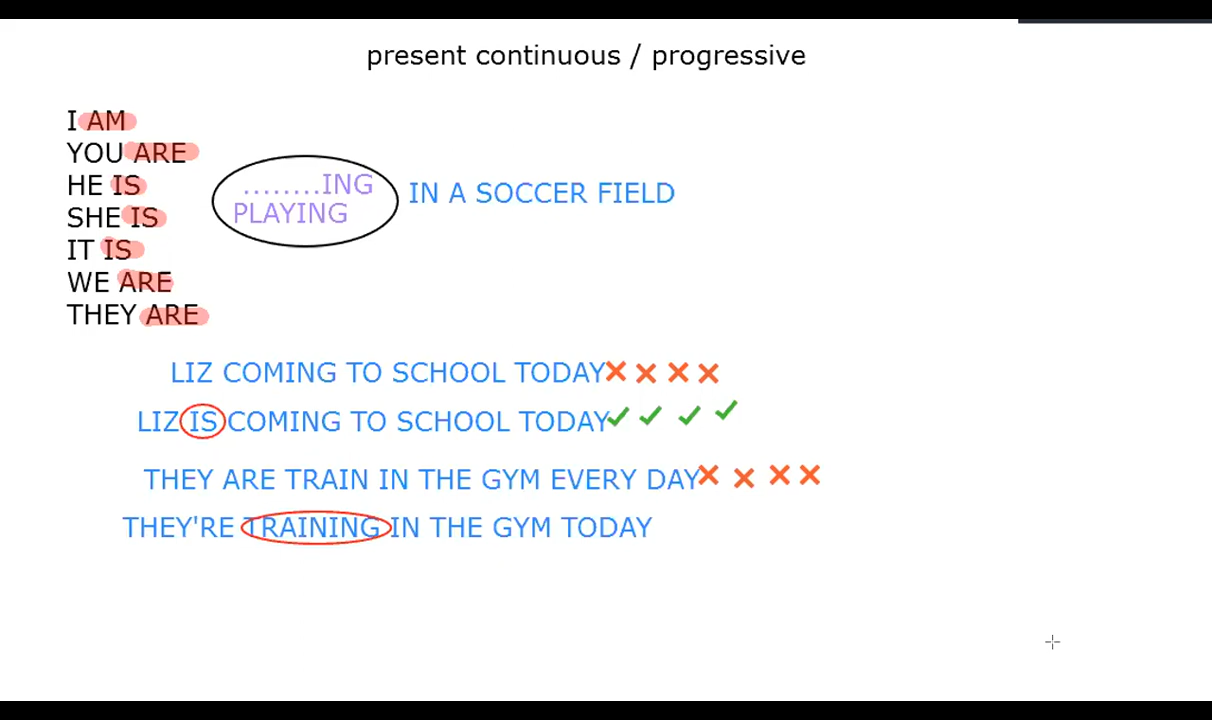 present continuous / progressive
I AM
YOU ARE
HE IS
SHE IS
IT IS
WE ARE
THEY ARE
........ING
PLAYING
IN A SOCCER FIELD
LIZ COMING TO SCHOOL TODAY
LIZ IS COMING TO SCHOOL TODAY
THEY ARE TRAIN IN THE GYM EVERY DAY
THEY'RE TRAINING IN THE GYM TODAY